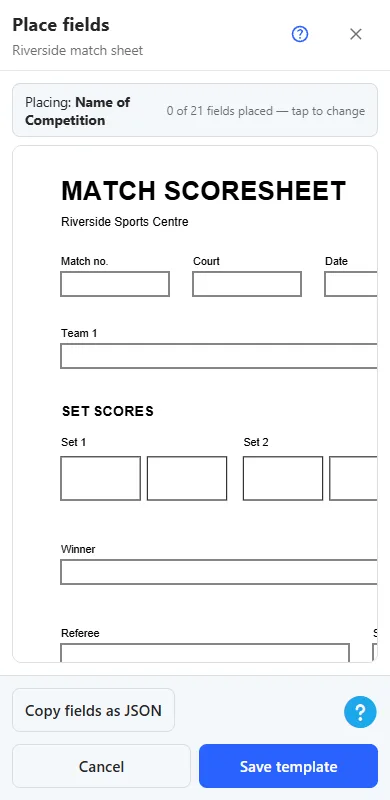 Place fields
Riverside match sheet
Placing: Name of
Competition
0 of 21 fields placed — tap to change
MATCH SCORESHEET
Riverside Sports Centre
Match no. Court Date
Team 1
SET SCORES
Set 1 Set 2
Winner
Referee
Copy fields as JSON
?
Cancel Save template